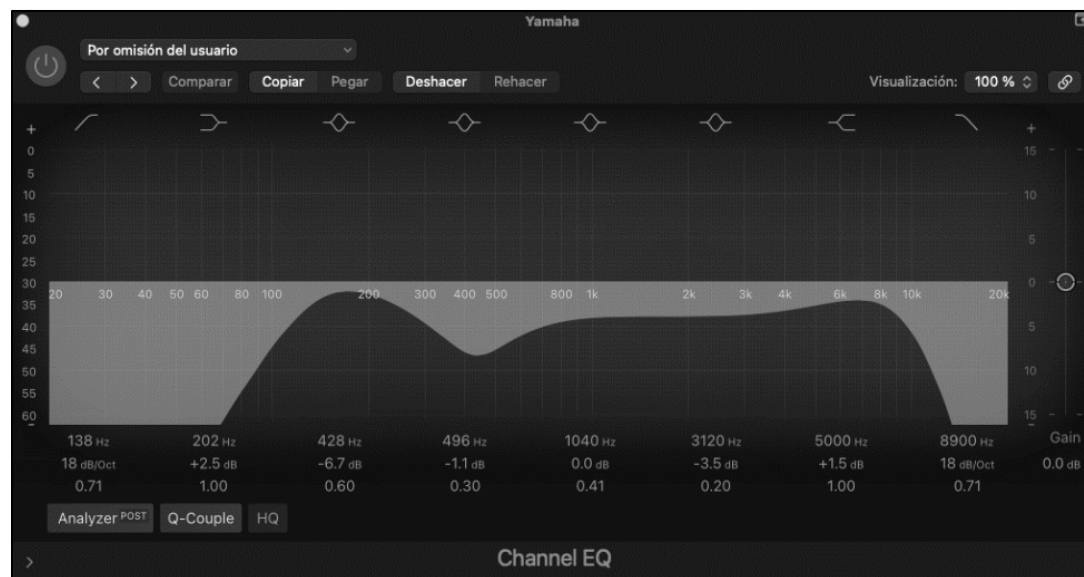 Yamaha
Por omisión del usuario
Comparar Copiar Pegar Deshacer Rehacer Visualización: 100 %
+ +
0 15
5
10 10
15
20 5
25
30 0
20 30 40 50 60 80 100 200 300 400 500 800 1k 2k 3k 4k 6k 8k 10k 20k
35
40 5
45
50 10
55
60 15
- -
138 Hz 202 Hz 428 Hz 496 Hz 1040 Hz 3120 Hz 5000 Hz 8900 Hz Gain
18 dB/Oct +2.5 dB -6.7 dB -1.1 dB 0.0 dB -3.5 dB +1.5 dB 18 dB/Oct 0.0 dB
0.71 1.00 0.60 0.30 0.41 0.20 1.00 0.71
Analyzer POST Q-Couple HQ
Channel EQ